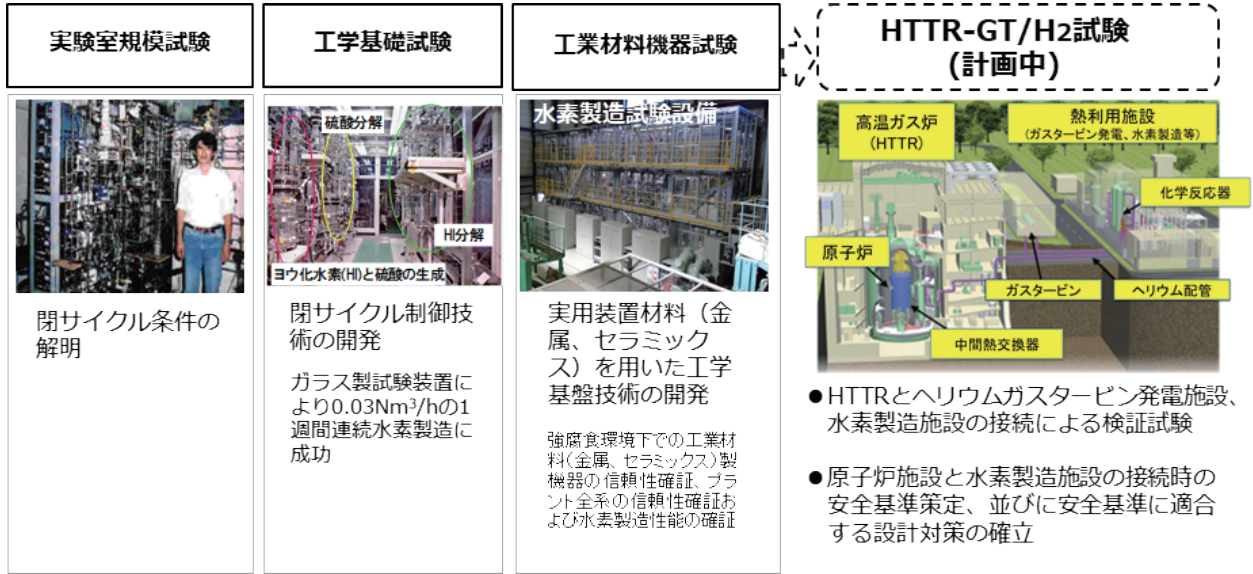 実験室規模試験
閉サイクル条件の
解明
工学基礎試験
硫酸分解
HI分解
ヨウ化水素(HI)と硫酸の生成
閉サイクル制御技
術の開発
ガラス製試験装置に
より0.03Nm³/hの1
週間連続水素製造に
成功
工業材料機器試験
水素製造試験設備
実用装置材料（金
属、セラミック
ス）を用いた工学
基盤技術の開発
強腐食環境下での工業材
料(金属、セラミックス)製
機器の信頼性確証、プラ
ント全系の信頼性確証お
よび水素製造性能の確証
HTTR-GT/H2試験
(計画中)
高温ガス炉
(HTTR)
熱利用施設
(ガスタービン発電、水素製造等)
化学反応器
原子炉
ガスタービン
ヘリウム配管
中間熱交換器
●HTTRとヘリウムガスタービン発電施設、
水素製造施設の接続による検証試験
●原子炉施設と水素製造施設の接続時の
安全基準策定、並びに安全基準に適合
する設計対策の確立